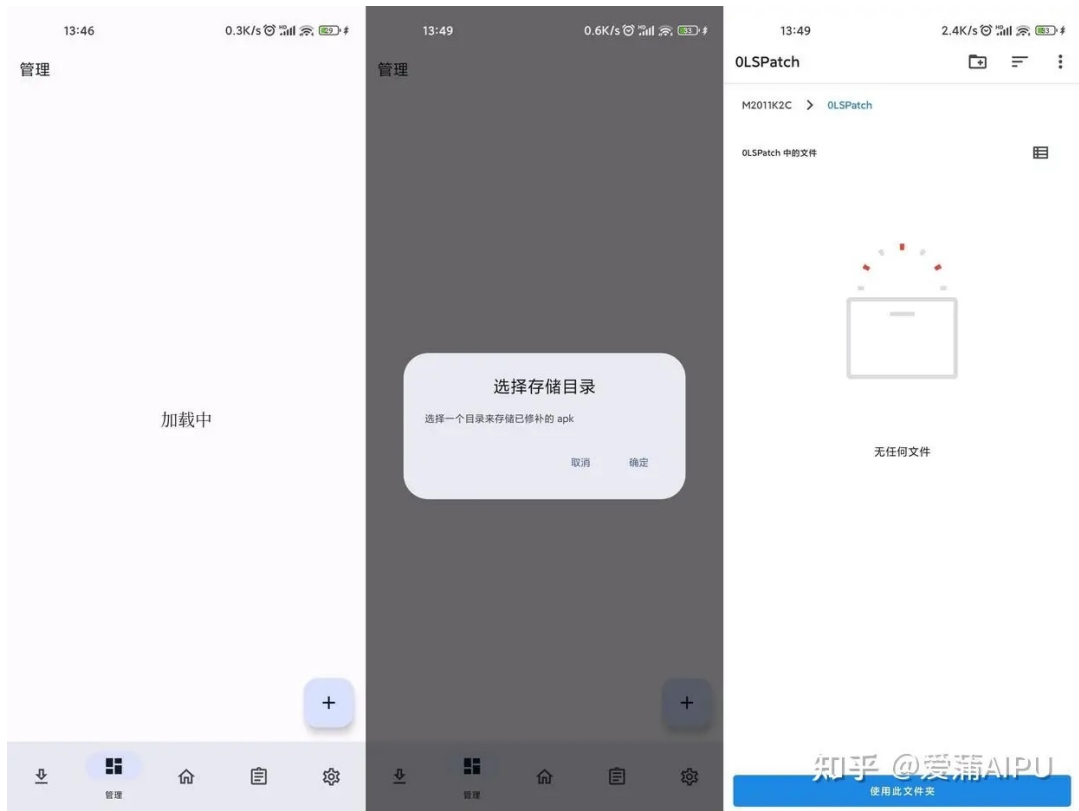 13:46
0.3K/s
29
管理
加载中
管理
13:49
0.6K/s
33
管理
选择存储目录
选择一个目录来存储已修补的 apk
取消
确定
管理
13:49
2.4K/s
33
0LSPatch
M2011K2C
0LSPatch
0LSPatch 中的文件
无任何文件
知乎 @爱蒲AIPU
使用此文件夹